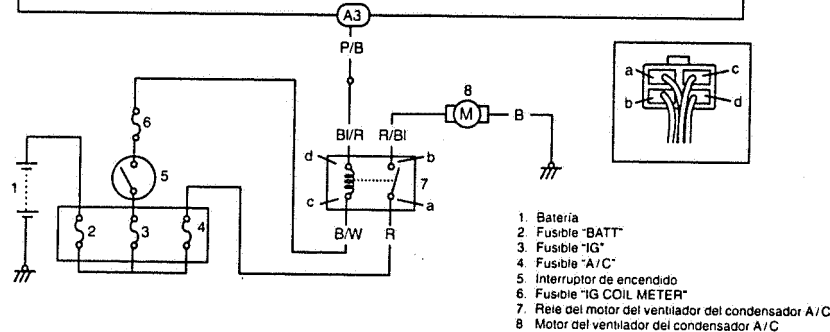 A3
P/B
8
a
c
b
d
M
B
6
Bl/R
R/Bl
d
b
1
5
7
c
a
2
3
4
B/W
R
1. Batería
2. Fusible "BATT"
3. Fusible "IG"
4. Fusible "A/C"
5. Interruptor de encendido
6. Fusible "IG COIL METER"
7. Rele del motor del ventilador del condensador A/C
8 Motor del ventilador del condensador A/C